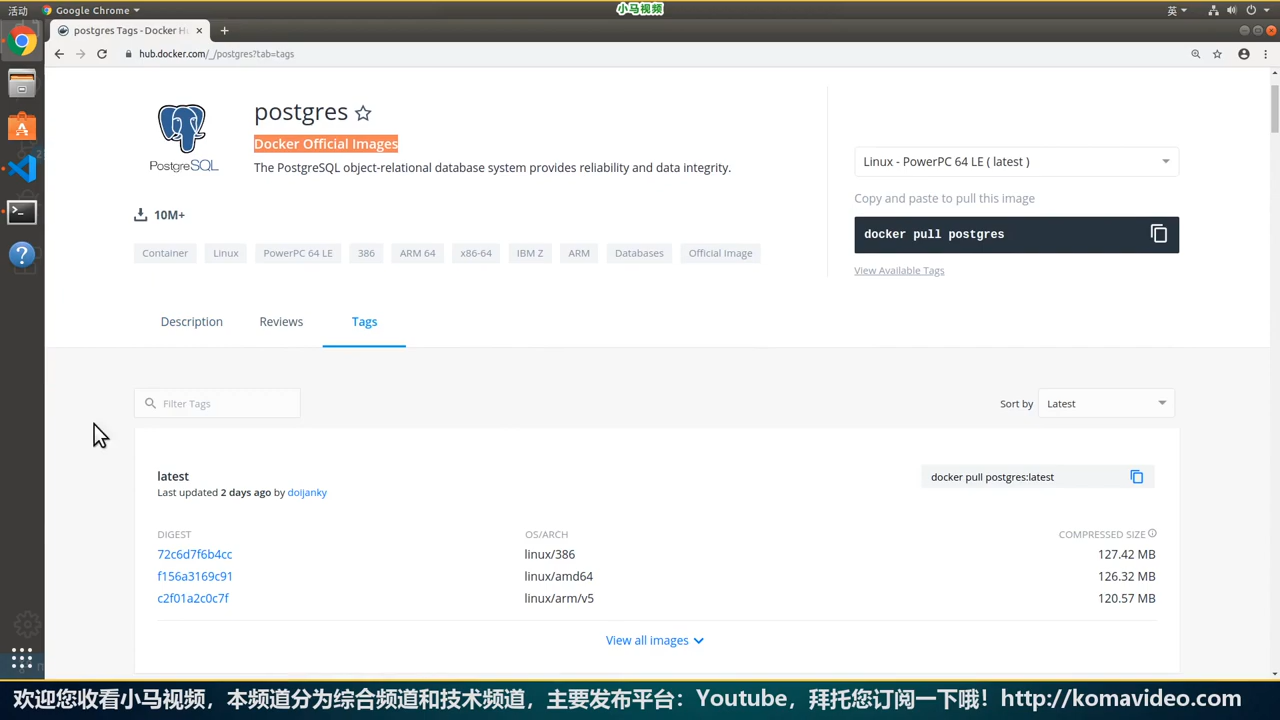 活动
Google Chrome
小马视频
英
postgres Tags - Docker H
hub.docker.com/_/postgres?tab=tags
PostgreSQL
postgres
Docker Official Images
The PostgreSQL object-relational database system provides reliability and data integrity.
10M+
Container
Linux
PowerPC 64 LE
386
ARM 64
x86-64
IBM Z
ARM
Databases
Official Image
Linux - PowerPC 64 LE ( latest )
Copy and paste to pull this image
docker pull postgres
View Available Tags
Description
Reviews
Tags
Filter Tags
Sort by
Latest
latest
Last updated 2 days ago by doijanky
docker pull postgres:latest
DIGEST
OS/ARCH
COMPRESSED SIZE
72c6d7f6b4cc
linux/386
127.42 MB
f156a3169c91
linux/amd64
126.32 MB
c2f01a2c0c7f
linux/arm/v5
120.57 MB
View all images
欢迎您收看小马视频，本频道分为综合频道和技术频道，主要发布平台：Youtube，拜托您订阅一下哦！http://komavideo.com